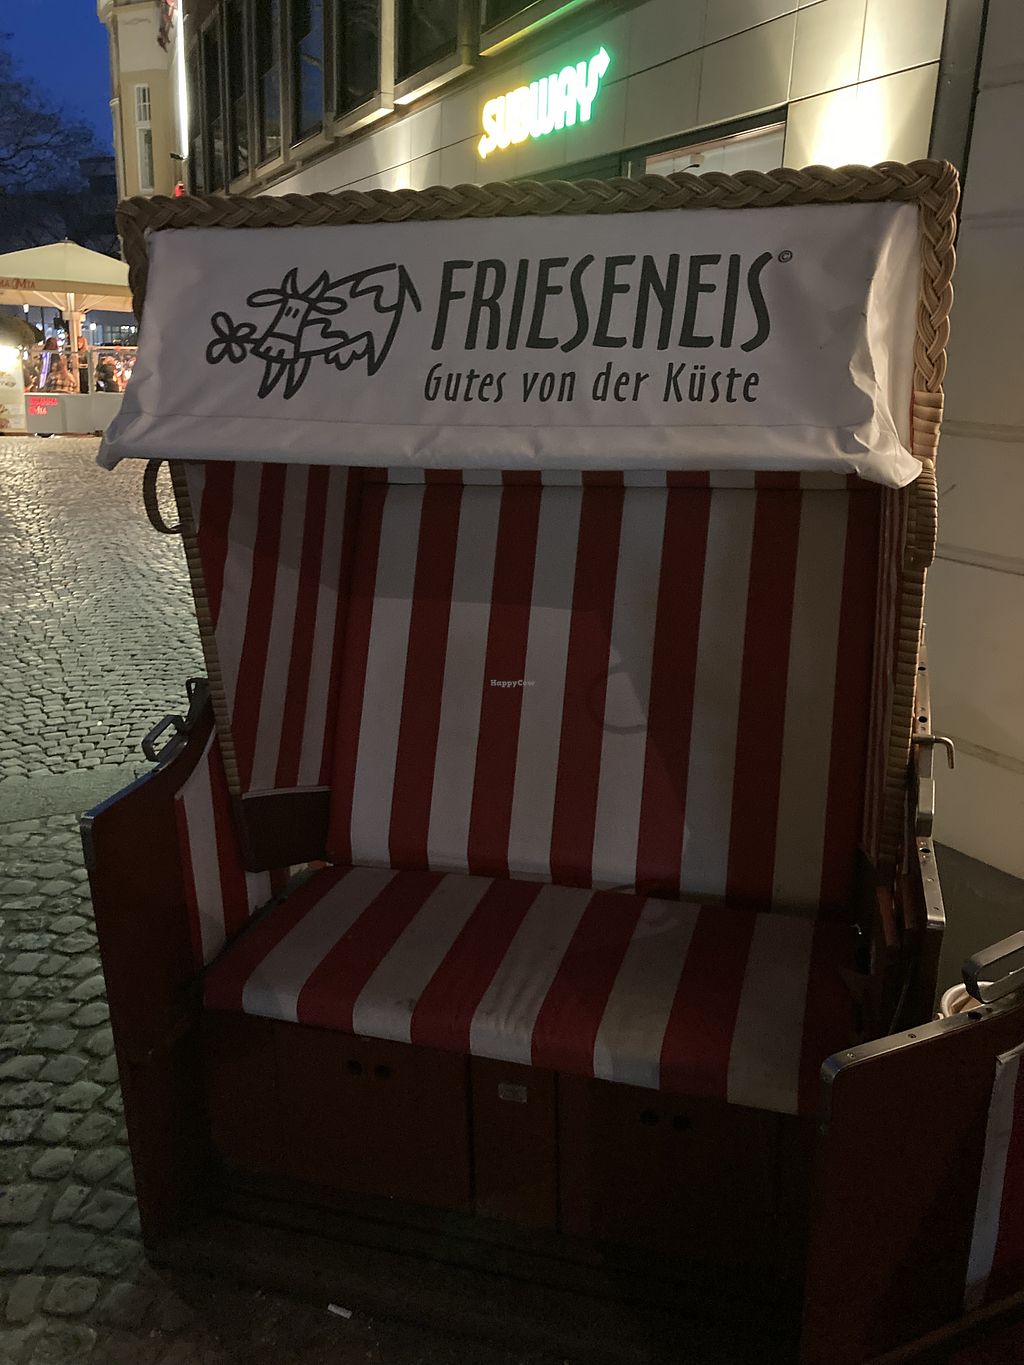 SUBWAY
FRIESENEIS©
Gutes von der Küste
HappyCow